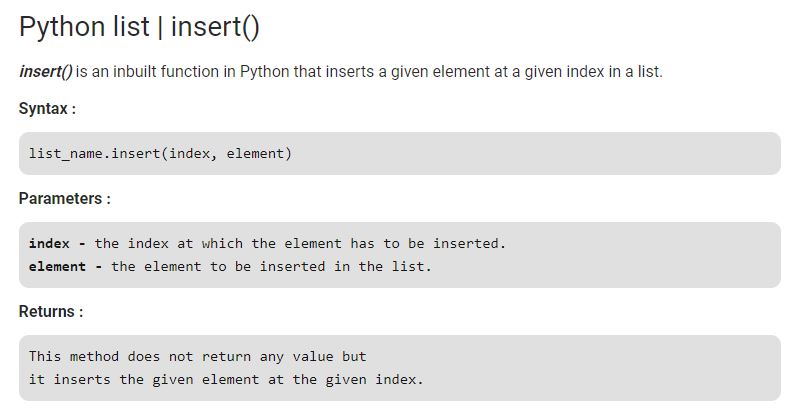 Python list | insert()
insert() is an inbuilt function in Python that inserts a given element at a given index in a list.
Syntax :
list_name.insert(index, element)
Parameters :
index - the index at which the element has to be inserted.
element - the element to be inserted in the list.
Returns :
This method does not return any value but
it inserts the given element at the given index.